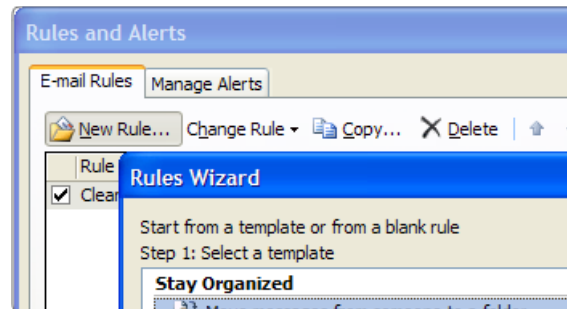 Rules and Alerts
E-mail Rules Manage Alerts
New Rule... Change Rule Copy... Delete
Rule
Clear
Rules Wizard
Start from a template or from a blank rule
Step 1: Select a template
Stay Organized